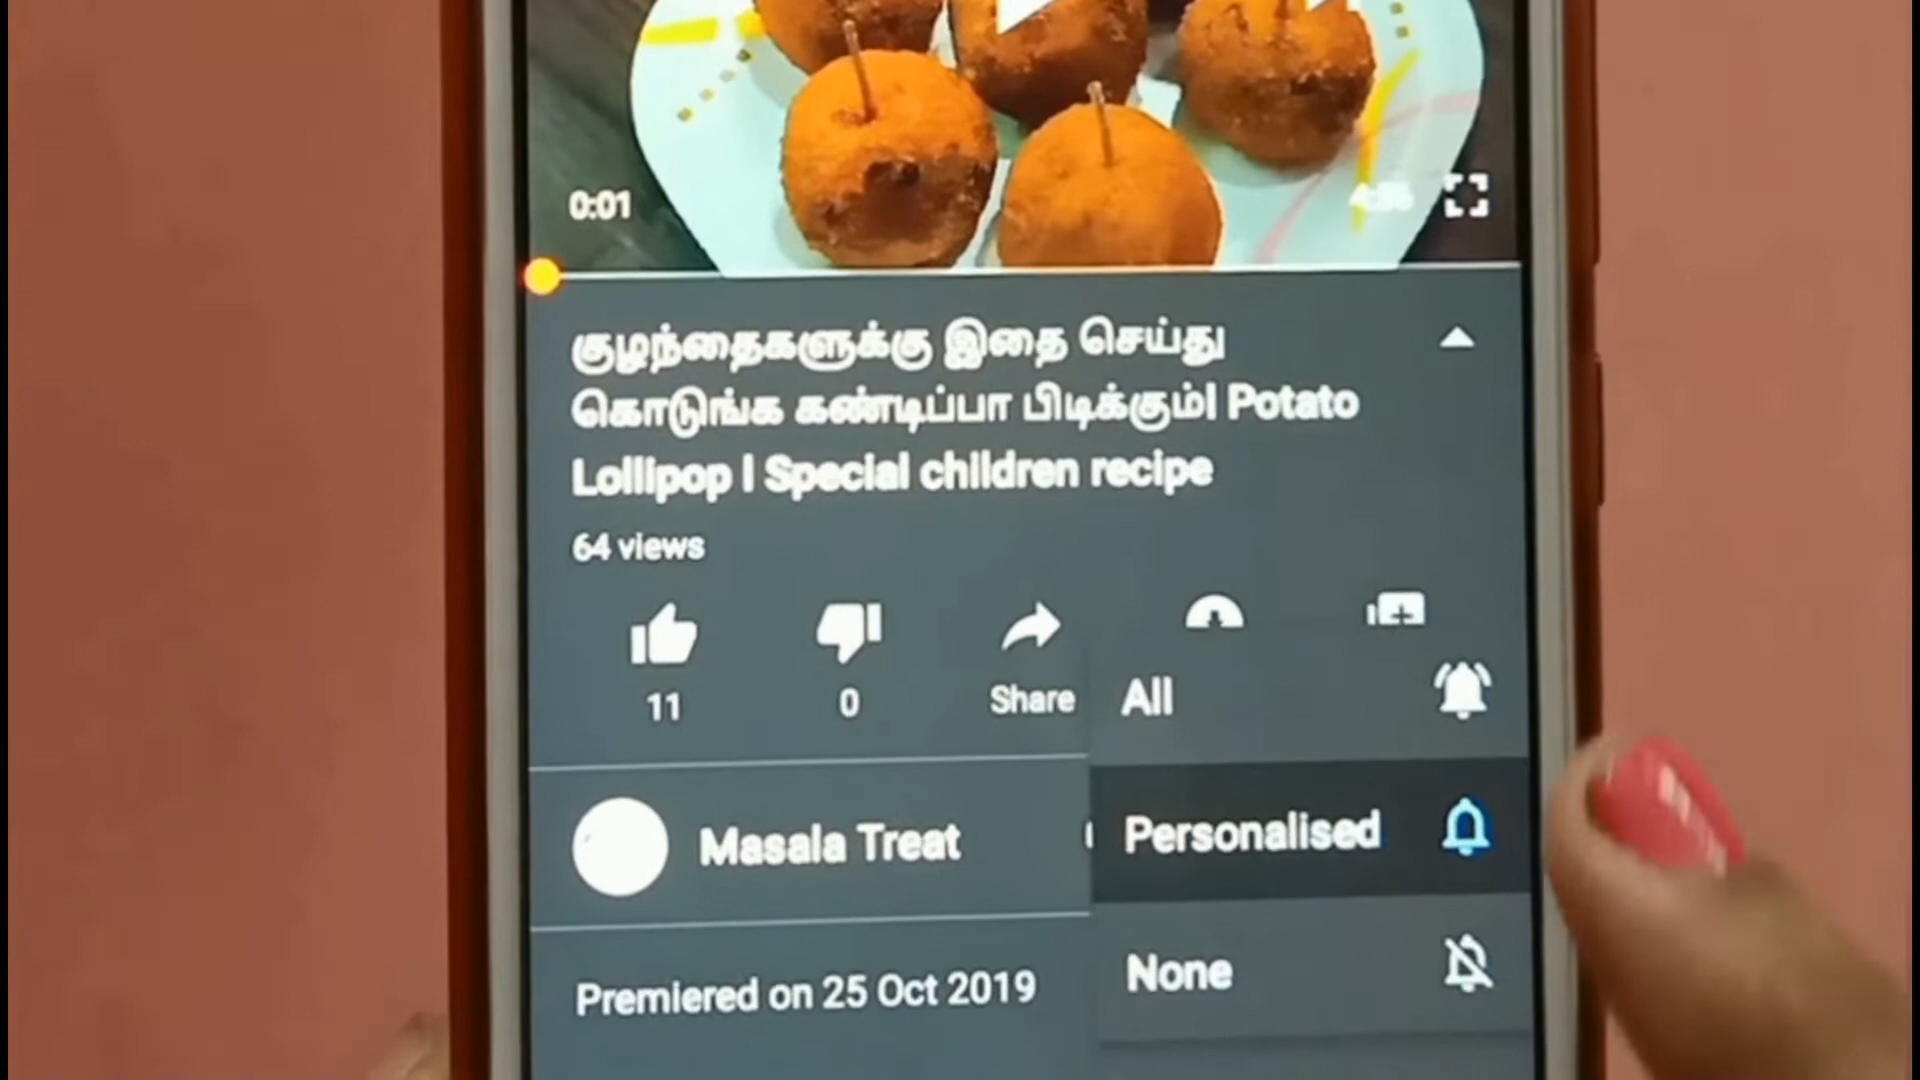 0:01
குழந்தைகளுக்கு இதை செய்து
கொடுங்க கண்டிப்பா பிடிக்கும்| Potato
Lollipop | Special children recipe
64 views
11
0
Share
All
Masala Treat
Personalised
None
Premiered on 25 Oct 2019